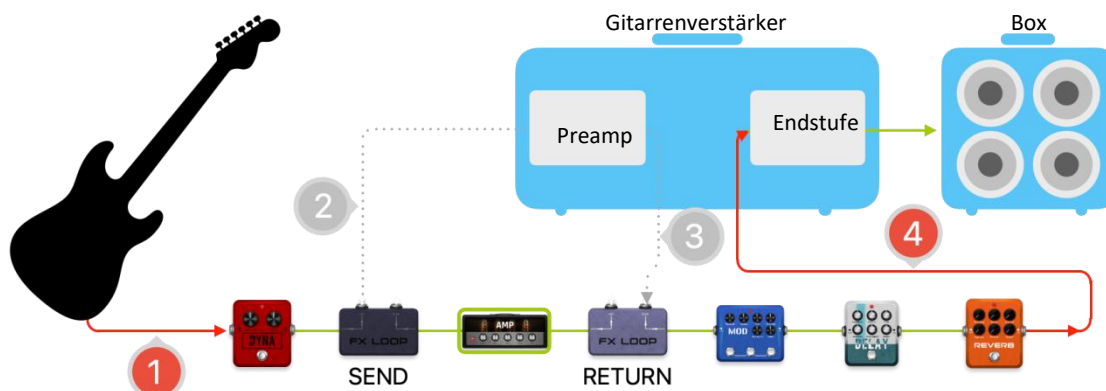 Gitarrenverstärker
Box
Preamp
Endstufe
2
3
4
1
DYNA
FX LOOP
SEND
AMP
FX LOOP
RETURN
MOD
DELAY
REVERB